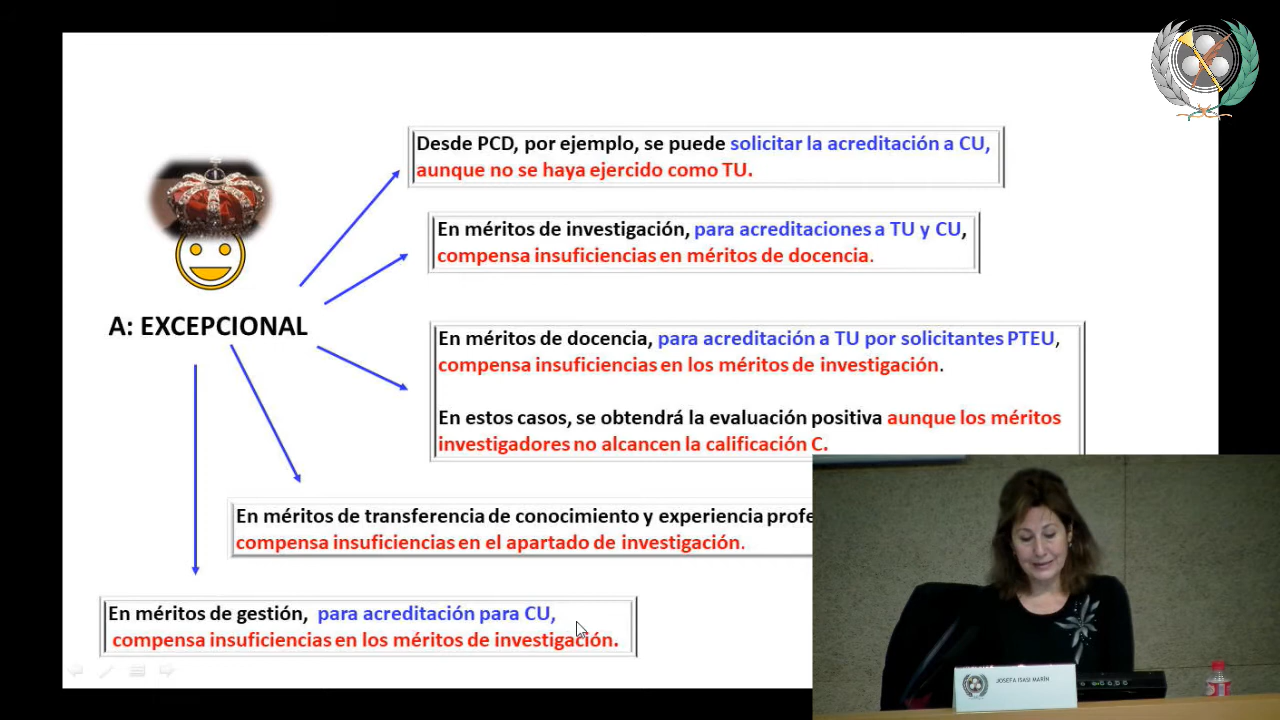 Desde PCD, por ejemplo, se puede solicitar la acreditación a CU,
aunque no se haya ejercido como TU.
En méritos de investigación, para acreditaciones a TU y CU,
compensa insuficiencias en méritos de docencia.
A: EXCEPCIONAL
En méritos de docencia, para acreditación a TU por solicitantes PTEU,
compensa insuficiencias en los méritos de investigación.
En estos casos, se obtendrá la evaluación positiva aunque los méritos
investigadores no alcancen la calificación C.
En méritos de transferencia de conocimiento y experiencia profe
compensa insuficiencias en el apartado de investigación.
En méritos de gestión, para acreditación para CU,
compensa insuficiencias en los méritos de investigación.
JOSEFA ISASI MARÍN